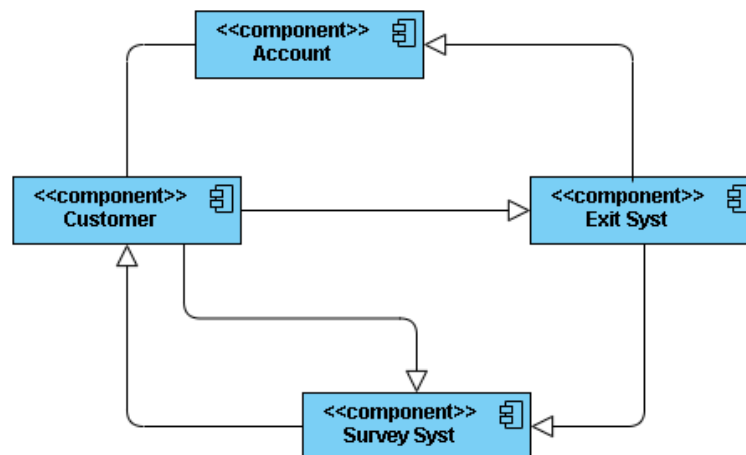 <<component>>
Account
<<component>>
Customer
<<component>>
Exit Syst
<<component>>
Survey Syst